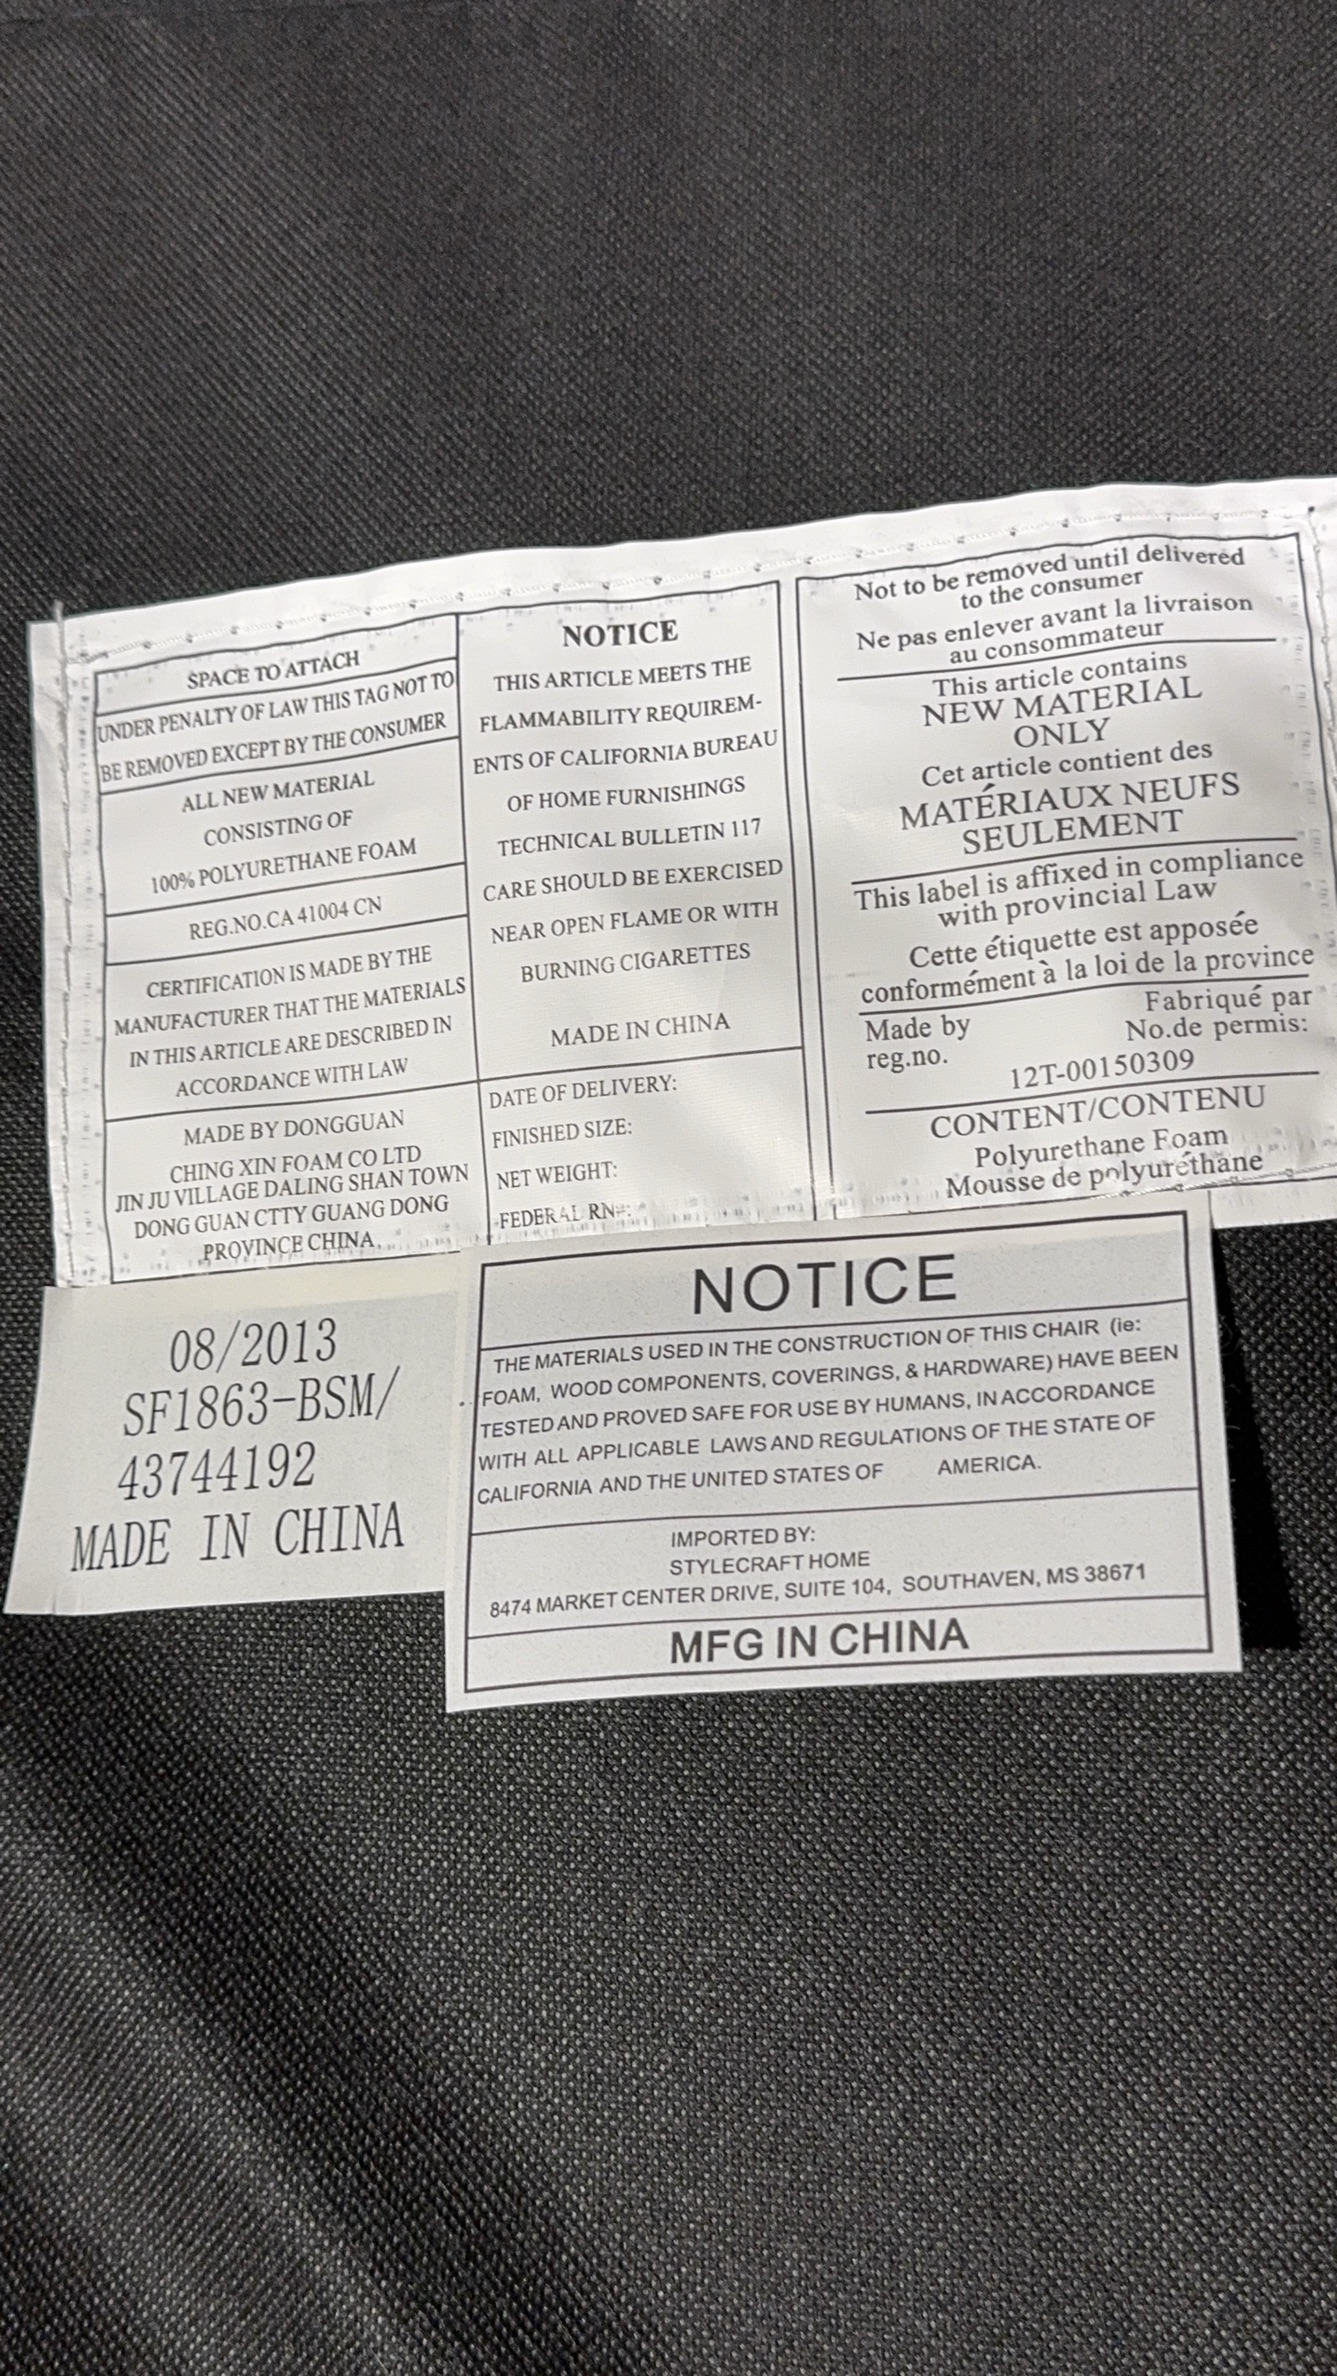 SPACE TO ATTACH
UNDER PENALTY OF LAW THIS TAG NOT TO
BE REMOVED EXCEPT BY THE CONSUMER
ALL NEW MATERIAL
CONSISTING OF
100% POLYURETHANE FOAM
REG.NO.CA 41004 CN
CERTIFICATION IS MADE BY THE
MANUFACTURER THAT THE MATERIALS
IN THIS ARTICLE ARE DESCRIBED IN
ACCORDANCE WITH LAW
MADE BY DONGGUAN
CHING XIN FOAM CO LTD
JIN JU VILLAGE DALING SHAN TOWN
DONG GUAN CTTY GUANG DONG
PROVINCE CHINA.
NOTICE
THIS ARTICLE MEETS THE
FLAMMABILITY REQUIREM-
ENTS OF CALIFORNIA BUREAU
OF HOME FURNISHINGS
TECHNICAL BULLETIN 117
CARE SHOULD BE EXERCISED
NEAR OPEN FLAME OR WITH
BURNING CIGARETTES
MADE IN CHINA
DATE OF DELIVERY:
FINISHED SIZE:
NET WEIGHT:
FEDERAL RN#:
Not to be removed until delivered
to the consumer
Ne pas enlever avant la livraison
au consommateur
This article contains
NEW MATERIAL
ONLY
Cet article contient des
MATÉRIAUX NEUFS
SEULEMENT
This label is affixed in compliance
with provincial Law
Cette étiquette est apposée
conformément à la loi de la province
Made by Fabriqué par
reg.no. No.de permis:
12T-00150309
CONTENT/CONTENU
Polyurethane Foam
Mousse de polyuréthane
08/2013
SF1863-BSM/
43744192
MADE IN CHINA
NOTICE
THE MATERIALS USED IN THE CONSTRUCTION OF THIS CHAIR (ie:
FOAM, WOOD COMPONENTS, COVERINGS, & HARDWARE) HAVE BEEN
TESTED AND PROVED SAFE FOR USE BY HUMANS, IN ACCORDANCE
WITH ALL APPLICABLE LAWS AND REGULATIONS OF THE STATE OF
CALIFORNIA AND THE UNITED STATES OF AMERICA.
IMPORTED BY:
STYLECRAFT HOME
8474 MARKET CENTER DRIVE, SUITE 104, SOUTHAVEN, MS 38671
MFG IN CHINA